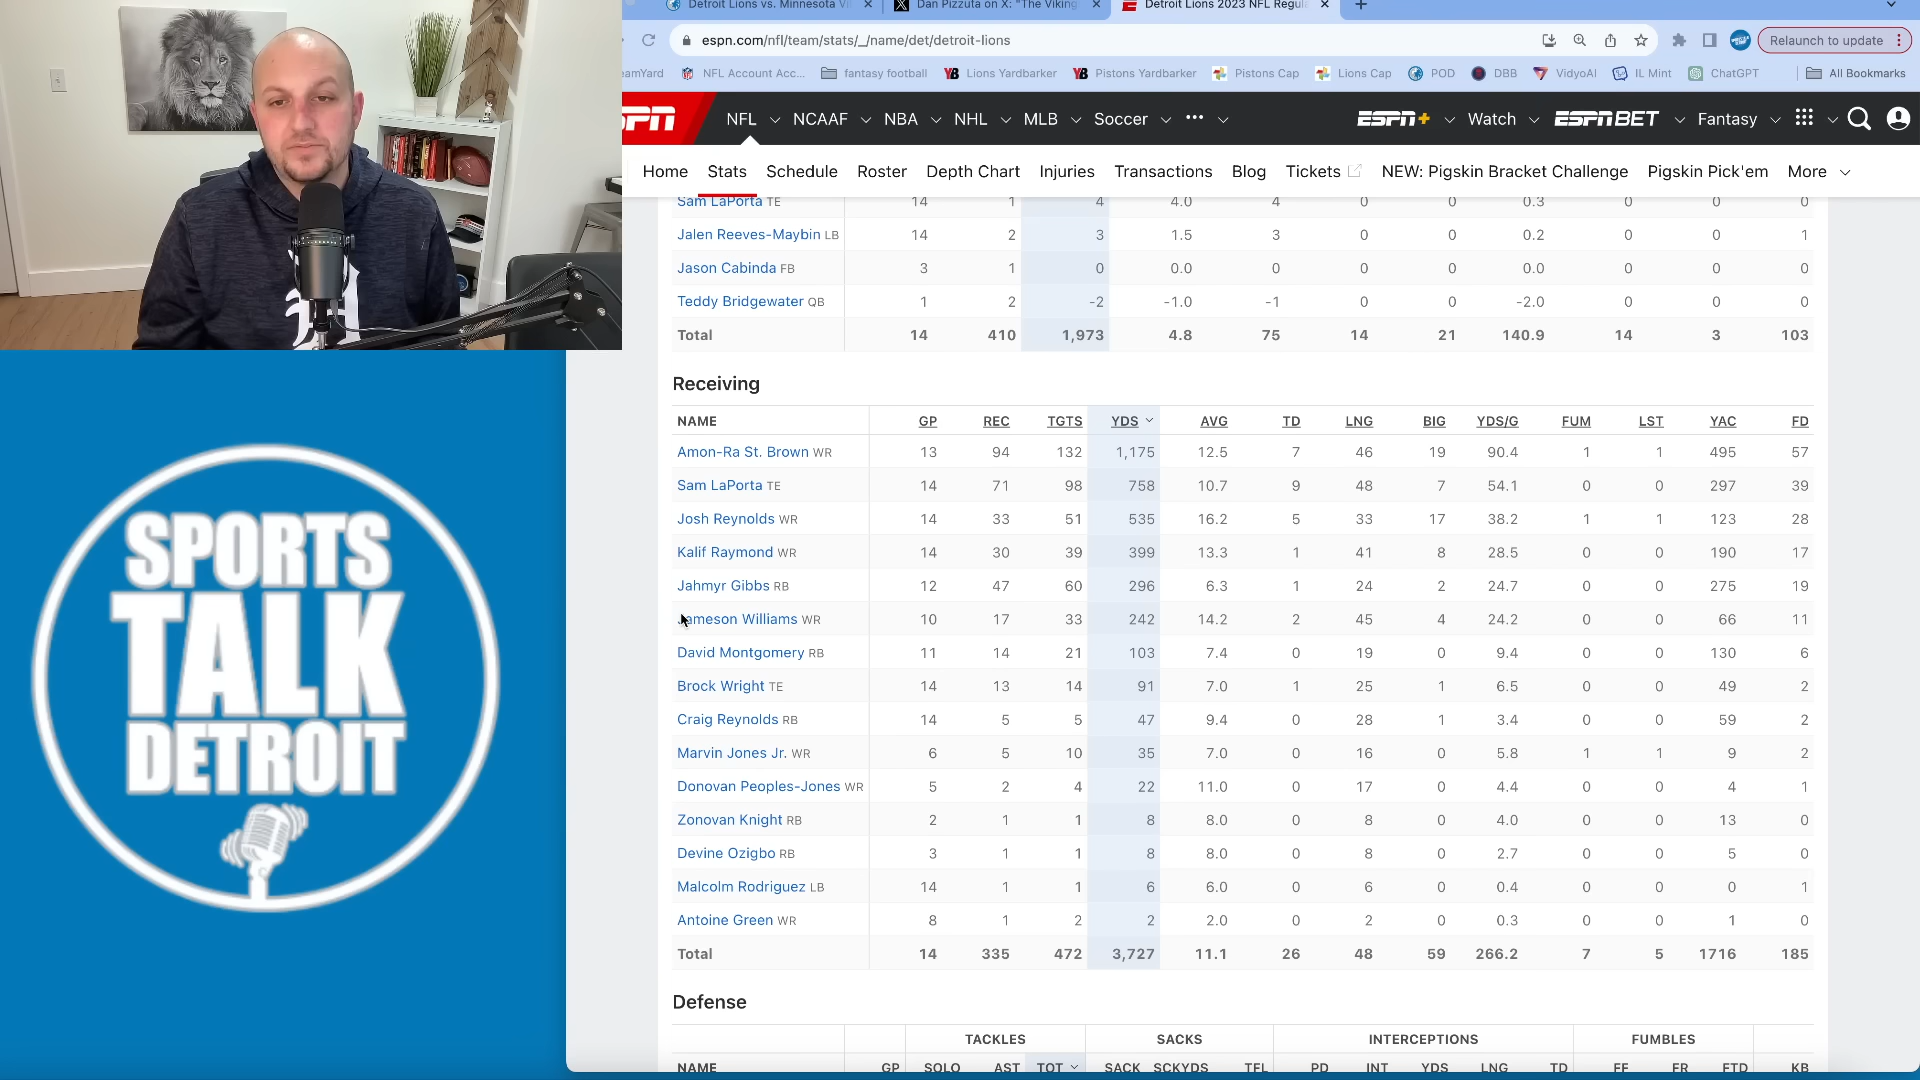 Detroit Lions vs. Minnesota Vi
Dan Pizzuta on X: "The Viking
Detroit Lions 2023 NFL Regula
espn.com/nfl/team/stats/_/name/det/detroit-lions
Relaunch to update
eamYard NFL Account Acc... fantasy football Lions Yardbarker Pistons Yardbarker Pistons Cap Lions Cap POD DBB VidyoAI IL Mint ChatGPT All Bookmarks
NFL NCAAF NBA NHL MLB Soccer ESPN+ Watch ESPN BET Fantasy
Home Stats Schedule Roster Depth Chart Injuries Transactions Blog Tickets NEW: Pigskin Bracket Challenge Pigskin Pick'em More
Sam LaPorta TE 14 1 4 4.0 4 0 0 0.3 0 0 0
Jalen Reeves-Maybin LB 14 2 3 1.5 3 0 0 0.2 0 0 1
Jason Cabinda FB 3 1 0 0.0 0 0 0 0.0 0 0 0
Teddy Bridgewater QB 1 2 -2 -1.0 -1 0 0 -2.0 0 0 0
Total 14 410 1,973 4.8 75 14 21 140.9 14 3 103
Receiving
NAME GP REC TGTS YDS AVG TD LNG BIG YDS/G FUM LST YAC FD
Amon-Ra St. Brown WR 13 94 132 1,175 12.5 7 46 19 90.4 1 1 495 57
Sam LaPorta TE 14 71 98 758 10.7 9 48 7 54.1 0 0 297 39
Josh Reynolds WR 14 33 51 535 16.2 5 33 17 38.2 1 1 123 28
Kalif Raymond WR 14 30 39 399 13.3 1 41 8 28.5 0 0 190 17
Jahmyr Gibbs RB 12 47 60 296 6.3 1 24 2 24.7 0 0 275 19
Jameson Williams WR 10 17 33 242 14.2 2 45 4 24.2 0 0 66 11
David Montgomery RB 11 14 21 103 7.4 0 19 0 9.4 0 0 130 6
Brock Wright TE 14 13 14 91 7.0 1 25 1 6.5 0 0 49 2
Craig Reynolds RB 14 5 5 47 9.4 0 28 1 3.4 0 0 59 2
Marvin Jones Jr. WR 6 5 10 35 7.0 0 16 0 5.8 1 1 9 2
Donovan Peoples-Jones WR 5 2 4 22 11.0 0 17 0 4.4 0 0 4 1
Zonovan Knight RB 2 1 1 8 8.0 0 8 0 4.0 0 0 13 0
Devine Ozigbo RB 3 1 1 8 8.0 0 8 0 2.7 0 0 5 0
Malcolm Rodriguez LB 14 1 1 6 6.0 0 6 0 0.4 0 0 0 1
Antoine Green WR 8 1 2 2 2.0 0 2 0 0.3 0 0 1 0
Total 14 335 472 3,727 11.1 26 48 59 266.2 7 5 1716 185
Defense
TACKLES SACKS INTERCEPTIONS FUMBLES
NAME GP SOLO AST TOT SACK SCKYDS TFL PD INT YDS LNG TD FF FR FTD KB
SPORTS
TALK
DETROIT